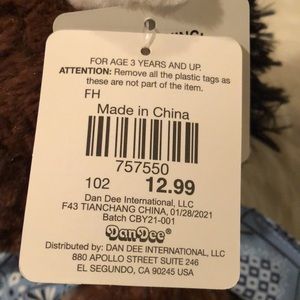 FOR AGE 3 YEARS AND UP.
ATTENTION: Remove all the plastic tags as
these are not part of the item.
FH
Made in China
757550
102 12.99
Dan Dee International, LLC
F43 TIANCHANG CHINA, 01/28/2021
Batch CBY21-001
DanDee®
Distributed by: DAN DEE INTERNATIONAL, LLC
880 APOLLO STREET SUITE 246
EL SEGUNDO, CA 90245 USA